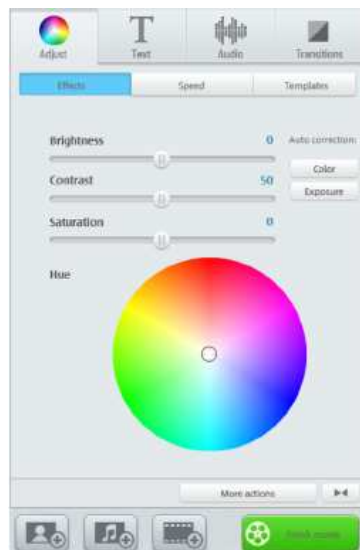 Adjust
Text
Audio
Transitions
Effects
Speed
Templates
Brightness
0
Auto correction:
Color
Contrast
50
Exposure
Saturation
0
Hue
More actions